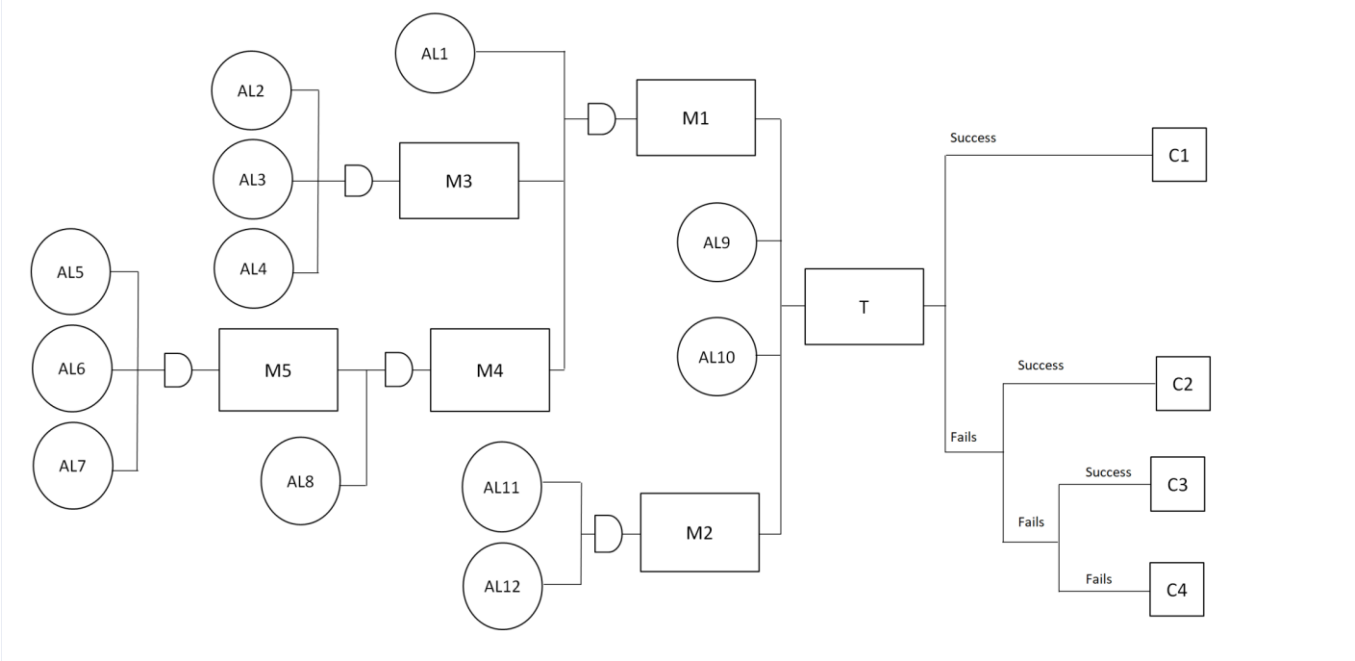 AL1
AL2
M1
Success
C1
AL3
M3
AL9
AL4
AL5
T
AL10
AL6
M5
M4
Success
C2
Fails
AL7
AL8
AL11
Success
C3
Fails
M2
AL12
Fails
C4